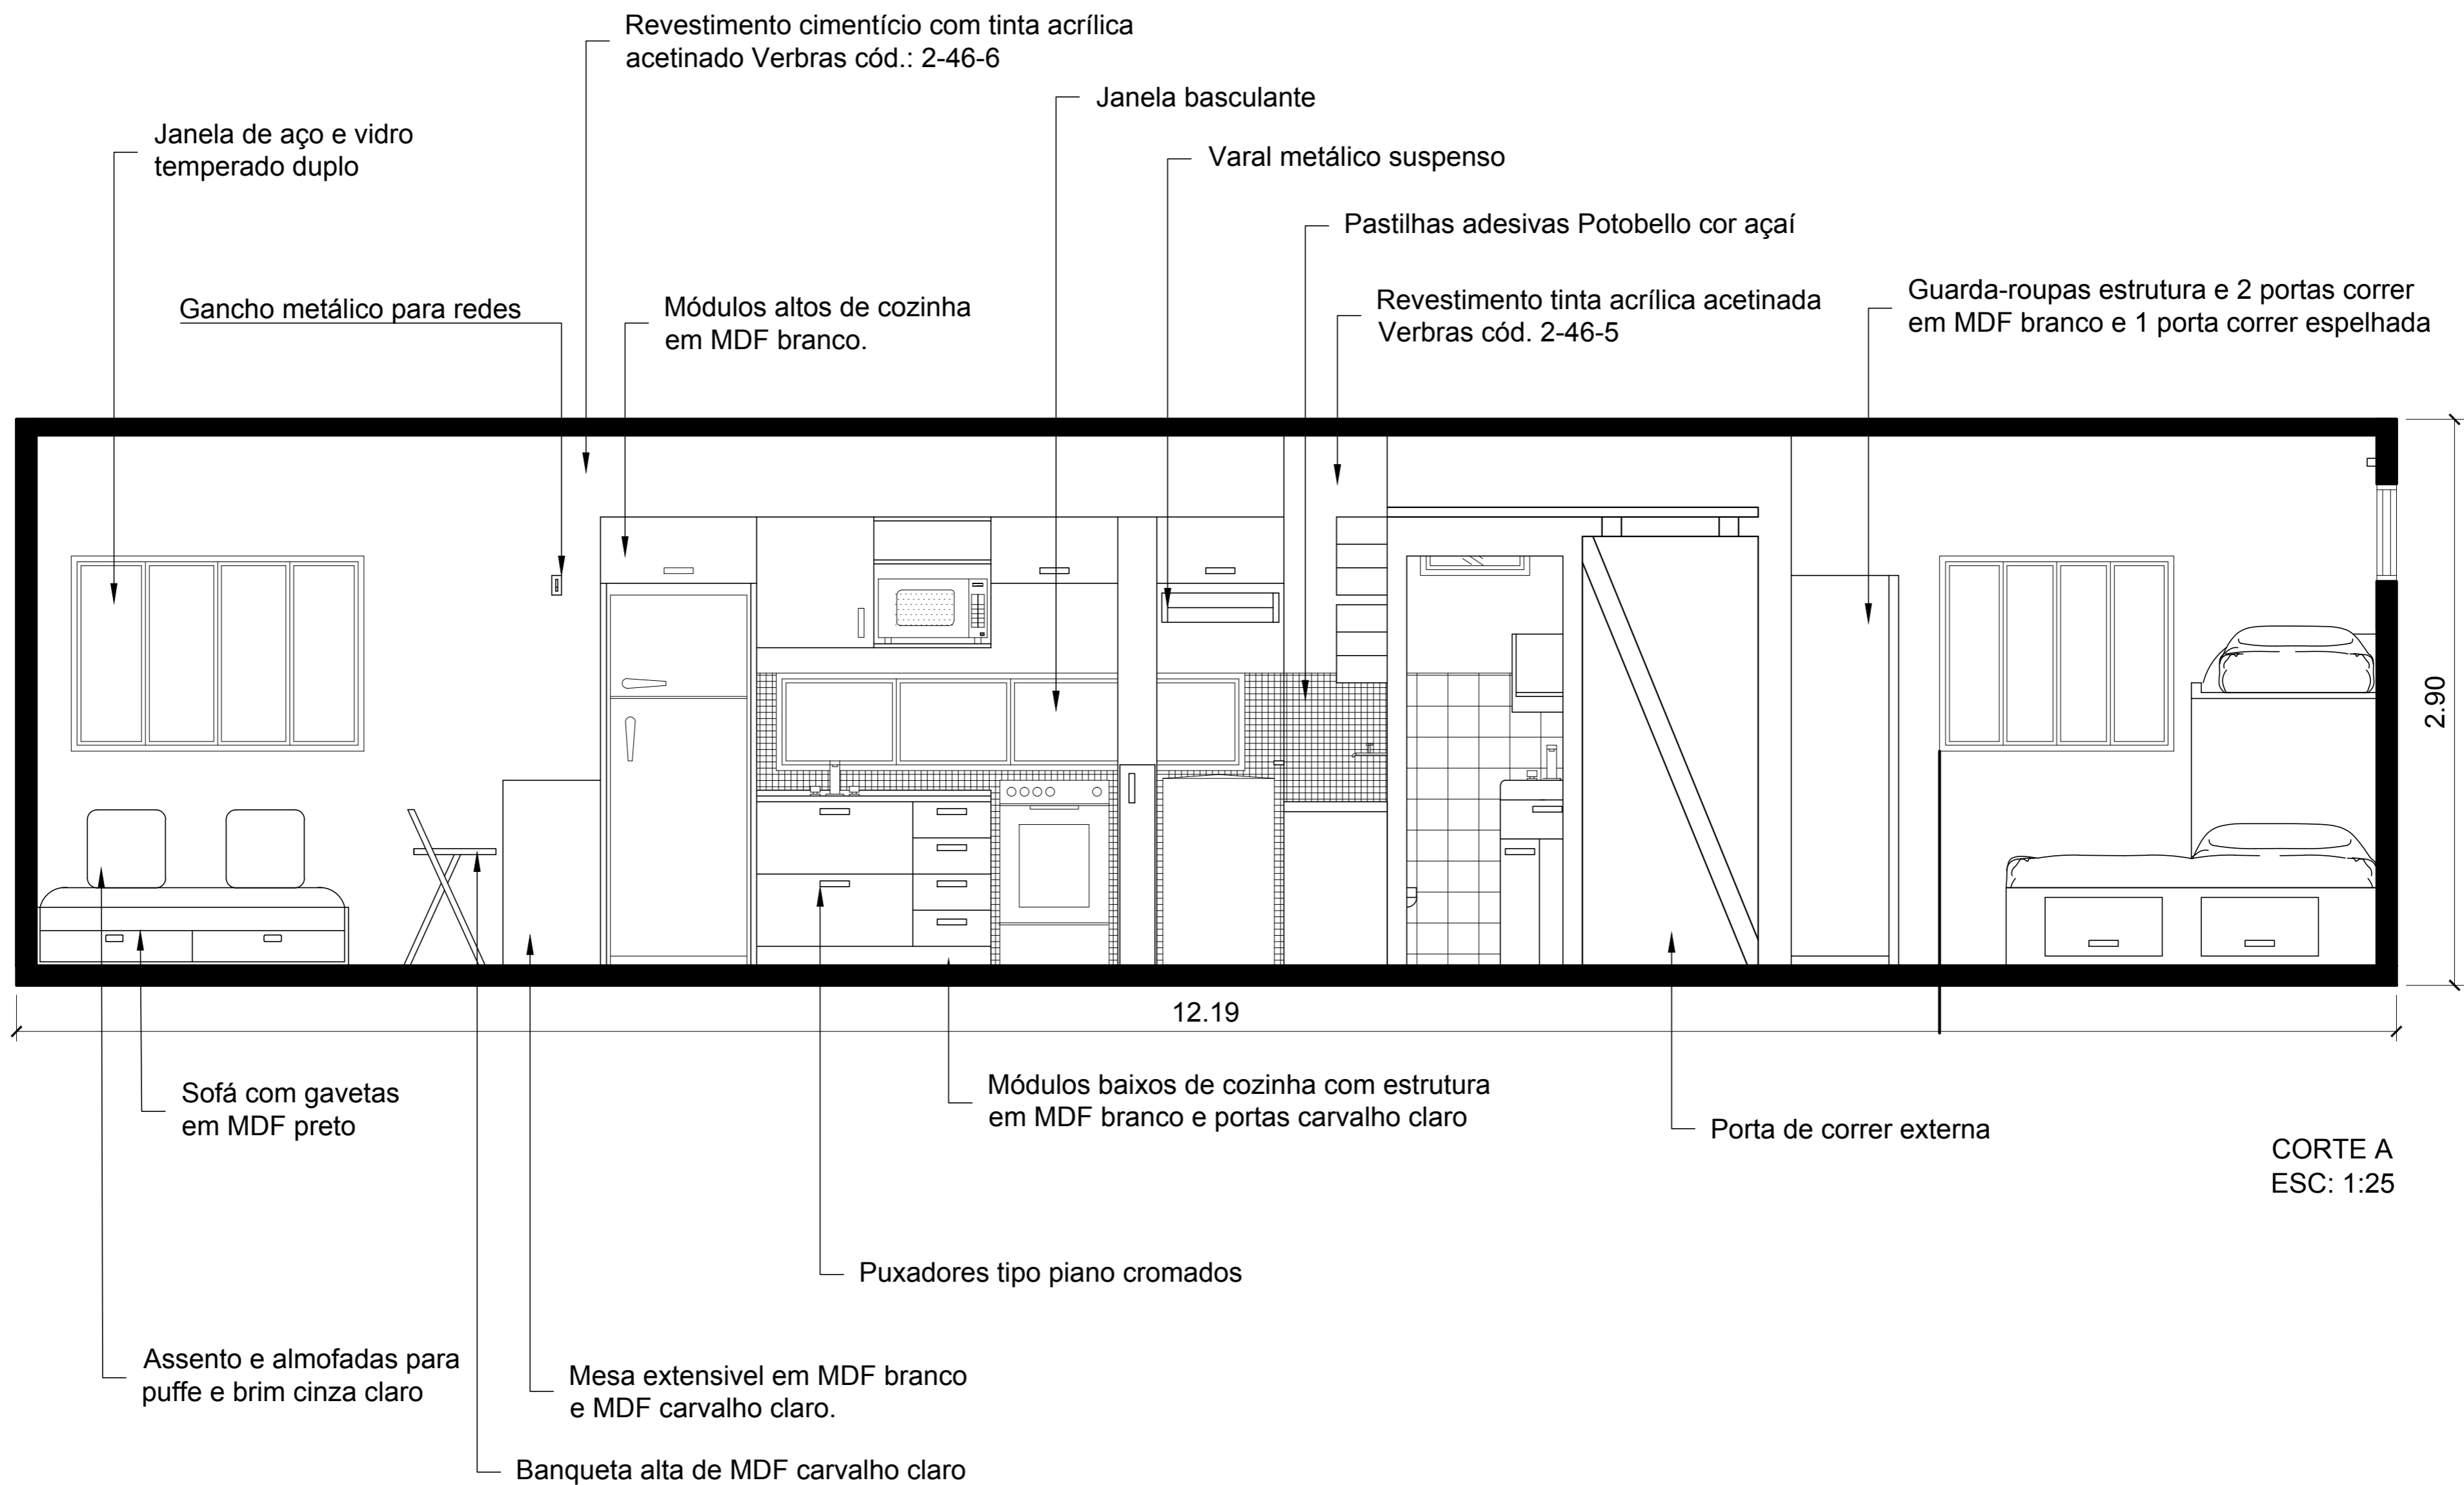 Revestimento cimentício com tinta acrílica
acetinado Verbras cód.: 2-46-6
Janela basculante
Janela de aço e vidro
temperado duplo
Varal metálico suspenso
Pastilhas adesivas Potobello cor açaí
Gancho metálico para redes
Módulos altos de cozinha
em MDF branco.
Revestimento tinta acrílica acetinada
Verbras cód. 2-46-5
Guarda-roupas estrutura e 2 portas correr
em MDF branco e 1 porta correr espelhada
2.90
12.19
Sofá com gavetas
em MDF preto
Módulos baixos de cozinha com estrutura
em MDF branco e portas carvalho claro
Porta de correr externa
CORTE A
ESC: 1:25
Puxadores tipo piano cromados
Assento e almofadas para
puffe e brim cinza claro
Mesa extensivel em MDF branco
e MDF carvalho claro.
Banqueta alta de MDF carvalho claro